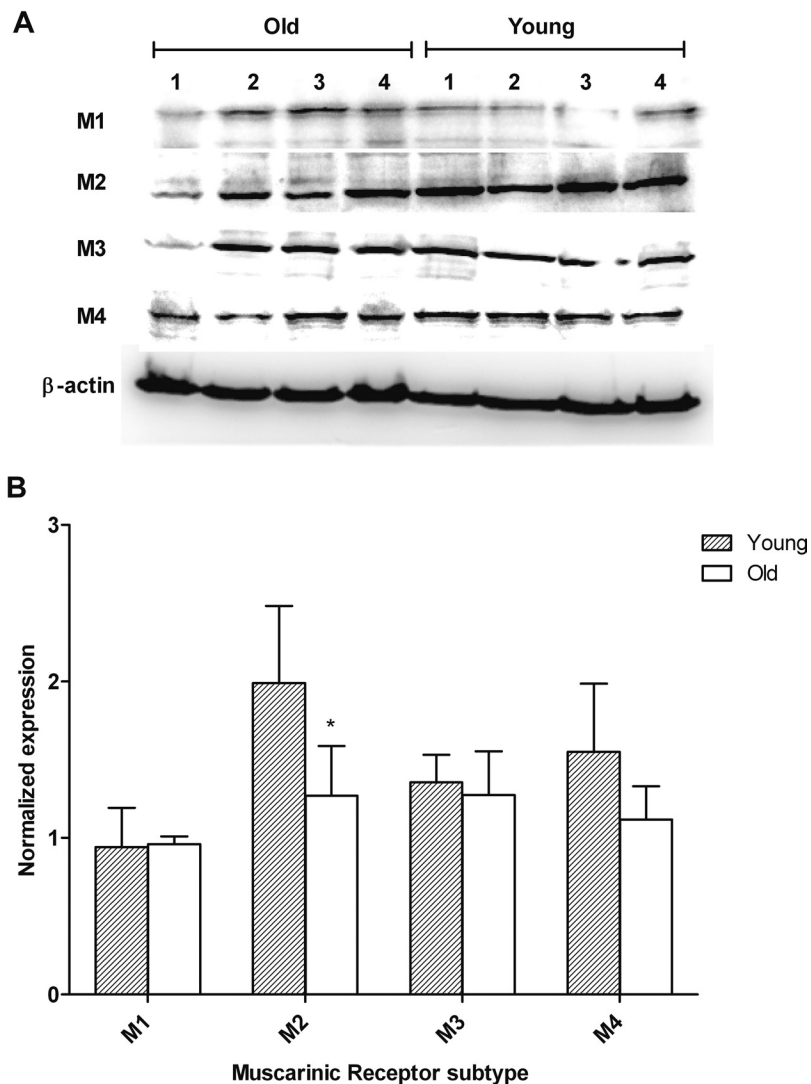 A
Old Young
1 2 3 4 1 2 3 4
M1
M2
M3
M4
β-actin
B
3
2
1
0
Normalized expression
*
Young
Old
M1 M2 M3 M4
Muscarinic Receptor subtype